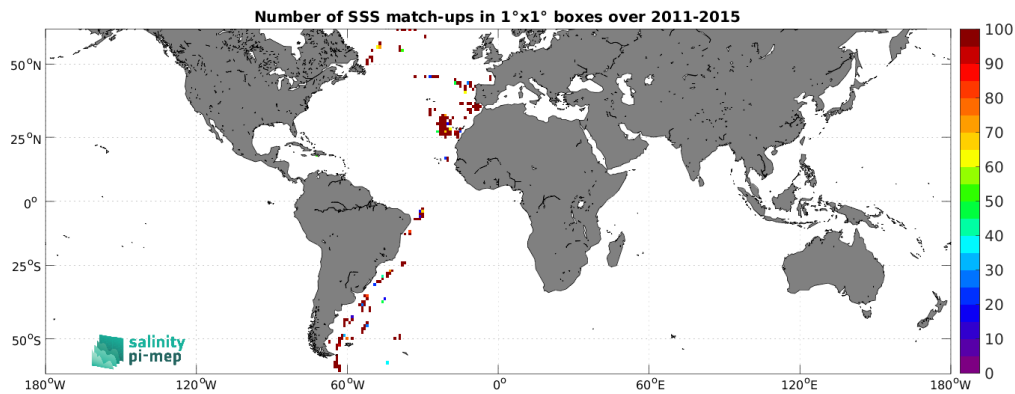 Number of SSS match-ups in 1°x1° boxes over 2011-2015
50°N
25°N
0°
25°S
50°S
180°W
120°W
60°W
0°
60°E
120°E
180°W
100
90
80
70
60
50
40
30
20
10
0
salinity
pi-mep